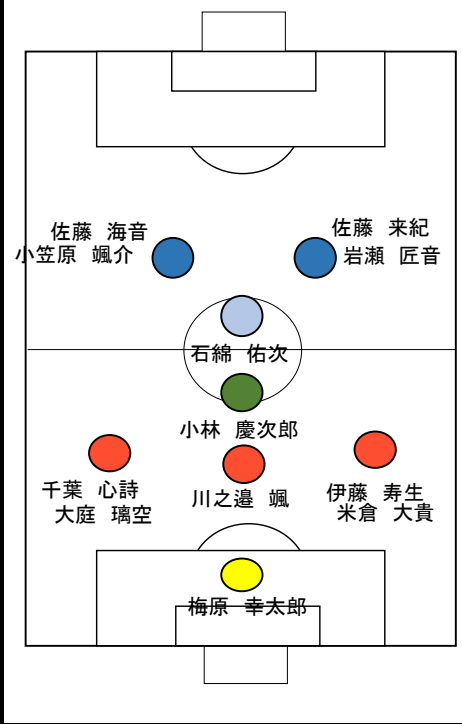 佐藤 海音
小笠原 颯介
佐藤 来紀
岩瀬 匠音
石綿 佑次
小林 慶次郎
千葉 心詩
大庭 璃空
川之邉 颯
伊藤 寿生
米倉 大貴
梅原 幸太郎